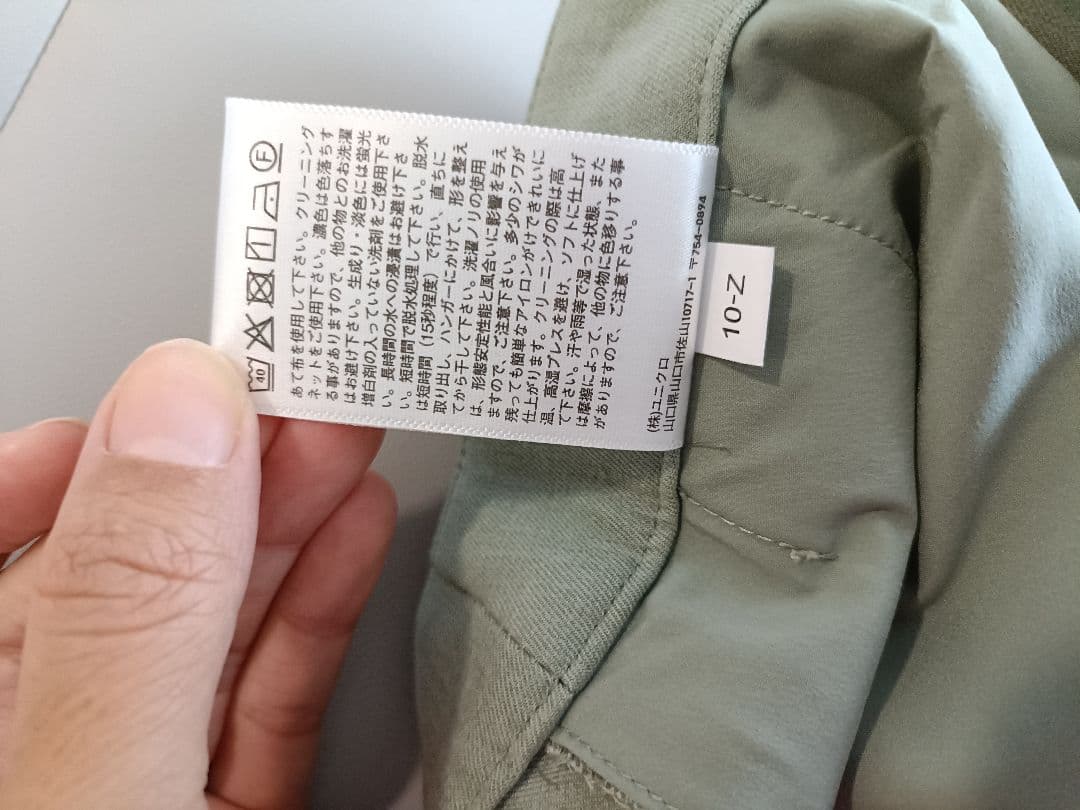 40
F
あて布を使用して下さい。クリーニング
ネットをご使用下さい。濃色は色落ちす
る事がありますので、他の物とのお洗濯
はお避け下さい。生成り・淡色には蛍光
増白剤の入っていない洗剤をご使用下さ
い。長時間の水への浸漬はお避け下さ
い。短時間で脱水処理して下さい。脱水
は短時間（15秒程度）で行い、直ちに
取り出し、ハンガーにかけて、形を整え
てから干して下さい。洗濯ノリの使用
は、形態安定性能と風合いに影響を与え
ますので、ご注意下さい。多少のシワが
残っても簡単なアイロンがけできれいに
仕上がります。クリーニングの際は高
温、高湿プレスを避け、ソフトに仕上げ
て下さい。汗や雨等で湿った状態、また
は摩擦によって、他の物に色移りする事
がありますので、ご注意下さい。
(株)ユニクロ
山口県山口市佐山10717-1 〒754-0894
10-Z